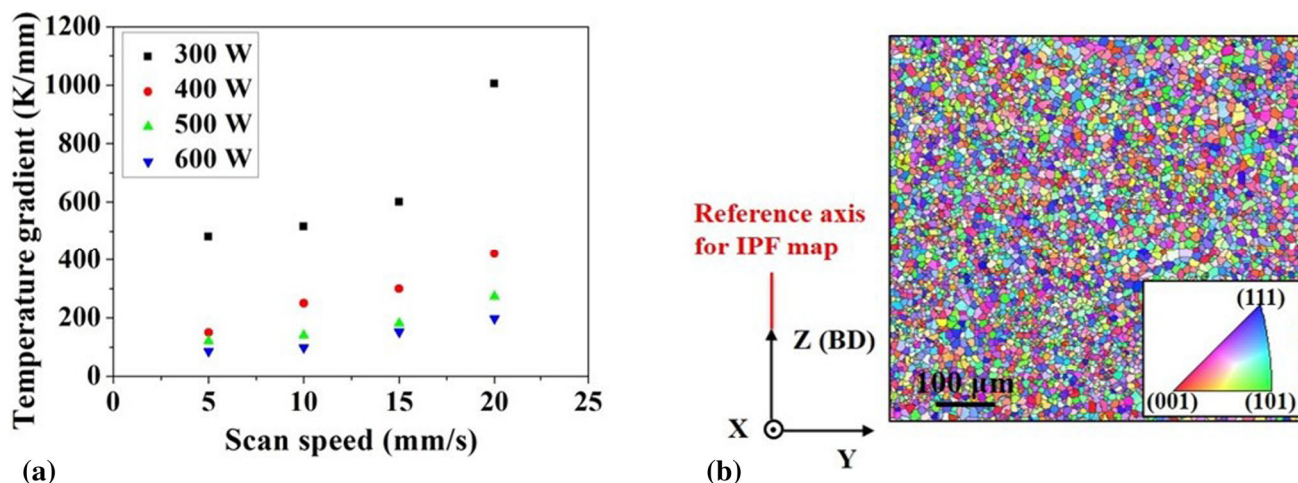 1200
1000
800
600
400
200
0
Temperature gradient (K/mm)
300 W
400 W
500 W
600 W
0 5 10 15 20 25
Scan speed (mm/s)
(a)
Reference axis
for IPF map
Z (BD)
X
Y
100 μm
(111)
(001) (101)
(b)